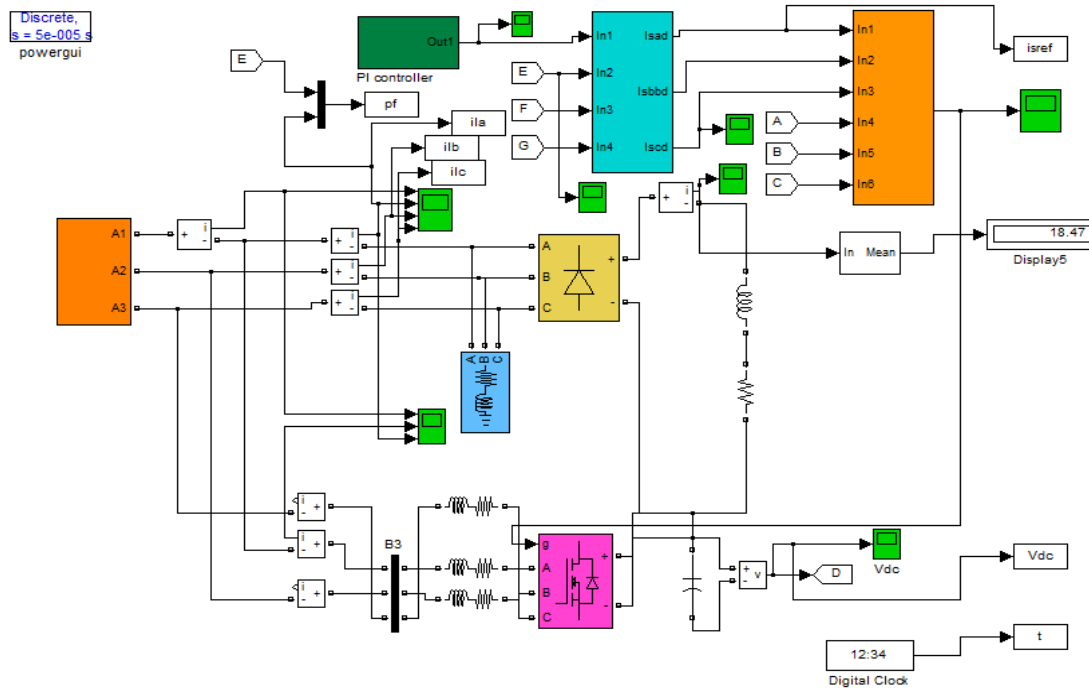 Discrete,
s = 5e-005 s
powergui
E
pf
Out1
PI controller
ila
ilb
ilc
E
F
G
In1
In2
In3
In4
Isad
Isbbd
Iscd
A
B
C
In1
In2
In3
In4
In5
In6
isref
A1
A2
A3
+
i
-
+
i
-
+
i
-
+
i
-
A
B
C
+
-
+
i
-
In
Mean
18.47
Display5
A
B
C
i
-
+
i
-
+
i
-
+
B3
g
A
B
C
+
-
+
-
v
Vdc
D
Vdc
t
12:34
Digital Clock